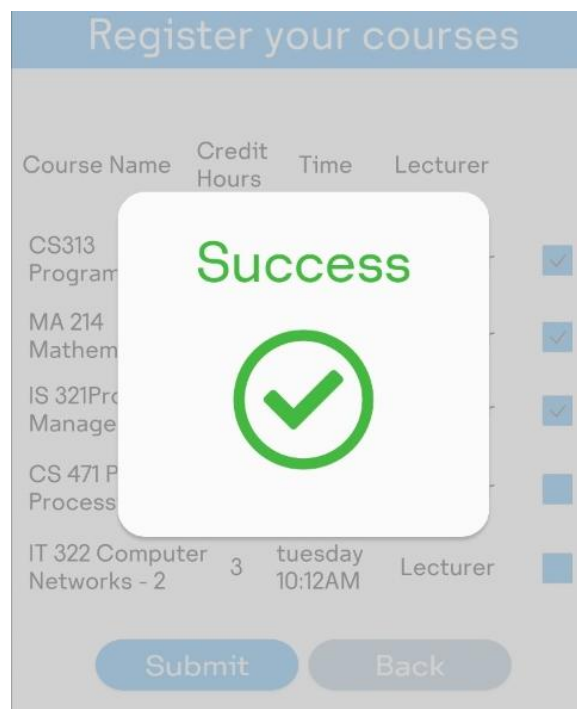 Register your courses
Course Name Credit Hours Time Lecturer
Success
CS313
Program
MA 214
Mathem
IS 321Pro
Manage
CS 471 P
Process
IT 322 Computer Networks - 2 3 tuesday 10:12AM Lecturer
Submit Back